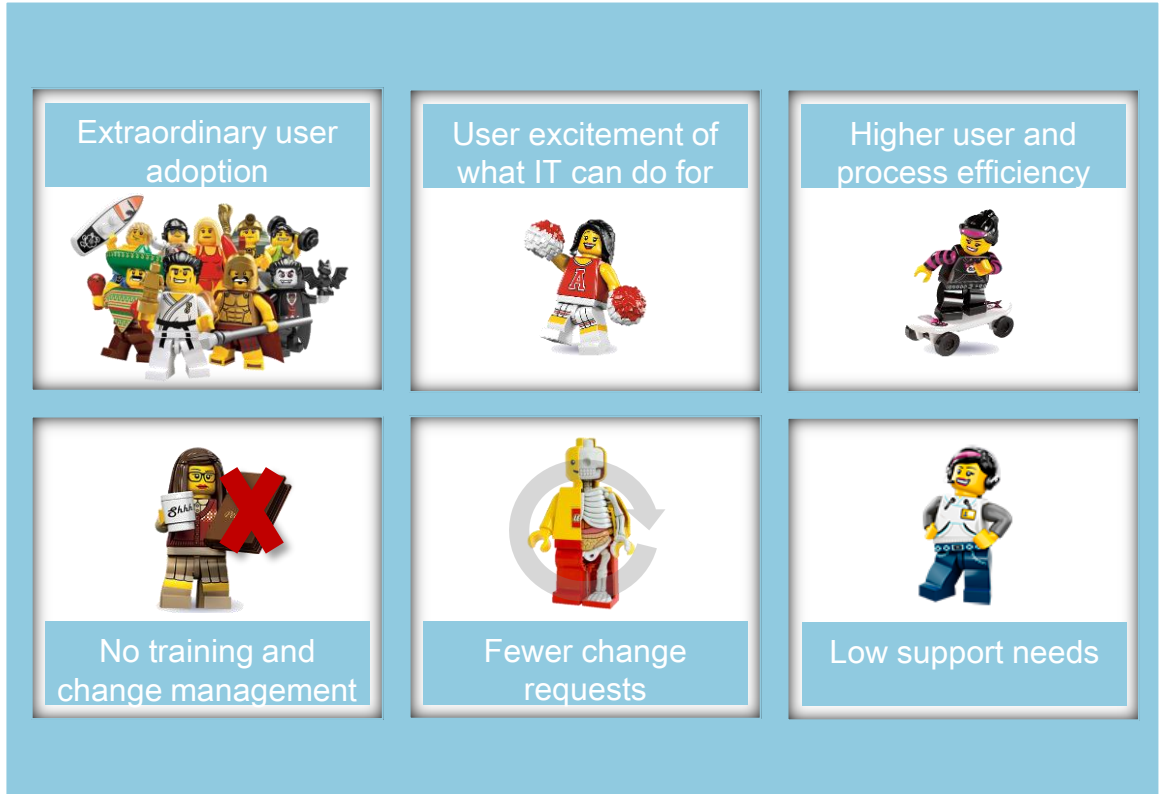 Extraordinary user
adoption
User excitement of
what IT can do for
Higher user and
process efficiency
A
Shhh!
No training and
change management
Fewer change
requests
Low support needs